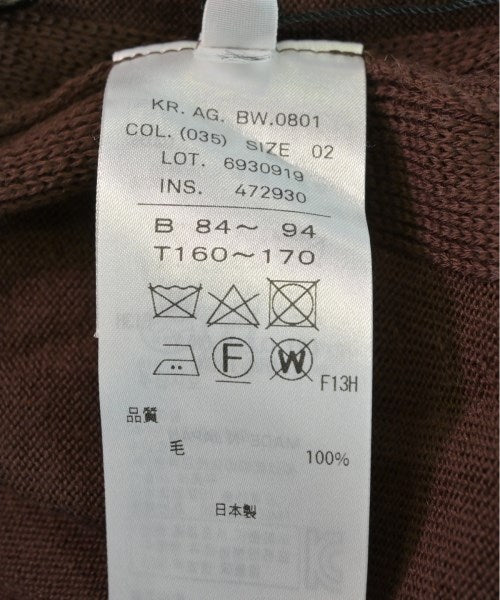 KR. AG. BW.0801
COL. (035) SIZE 02
LOT. 6930919
INS. 472930
B 84～ 94
T160～170
F W
F13H
品質
毛 100%
日本製